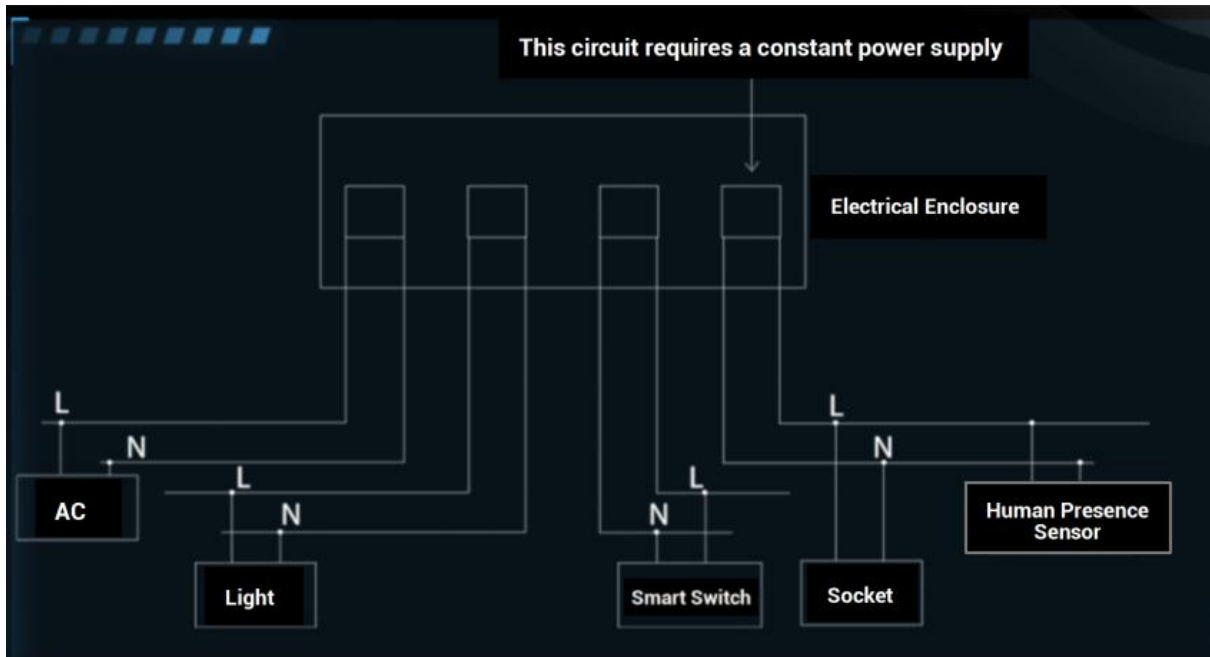 This circuit requires a constant power supply
Electrical Enclosure
L
N
AC
L
N
Light
L
N
Smart Switch
L
N
Socket
Human Presence
Sensor